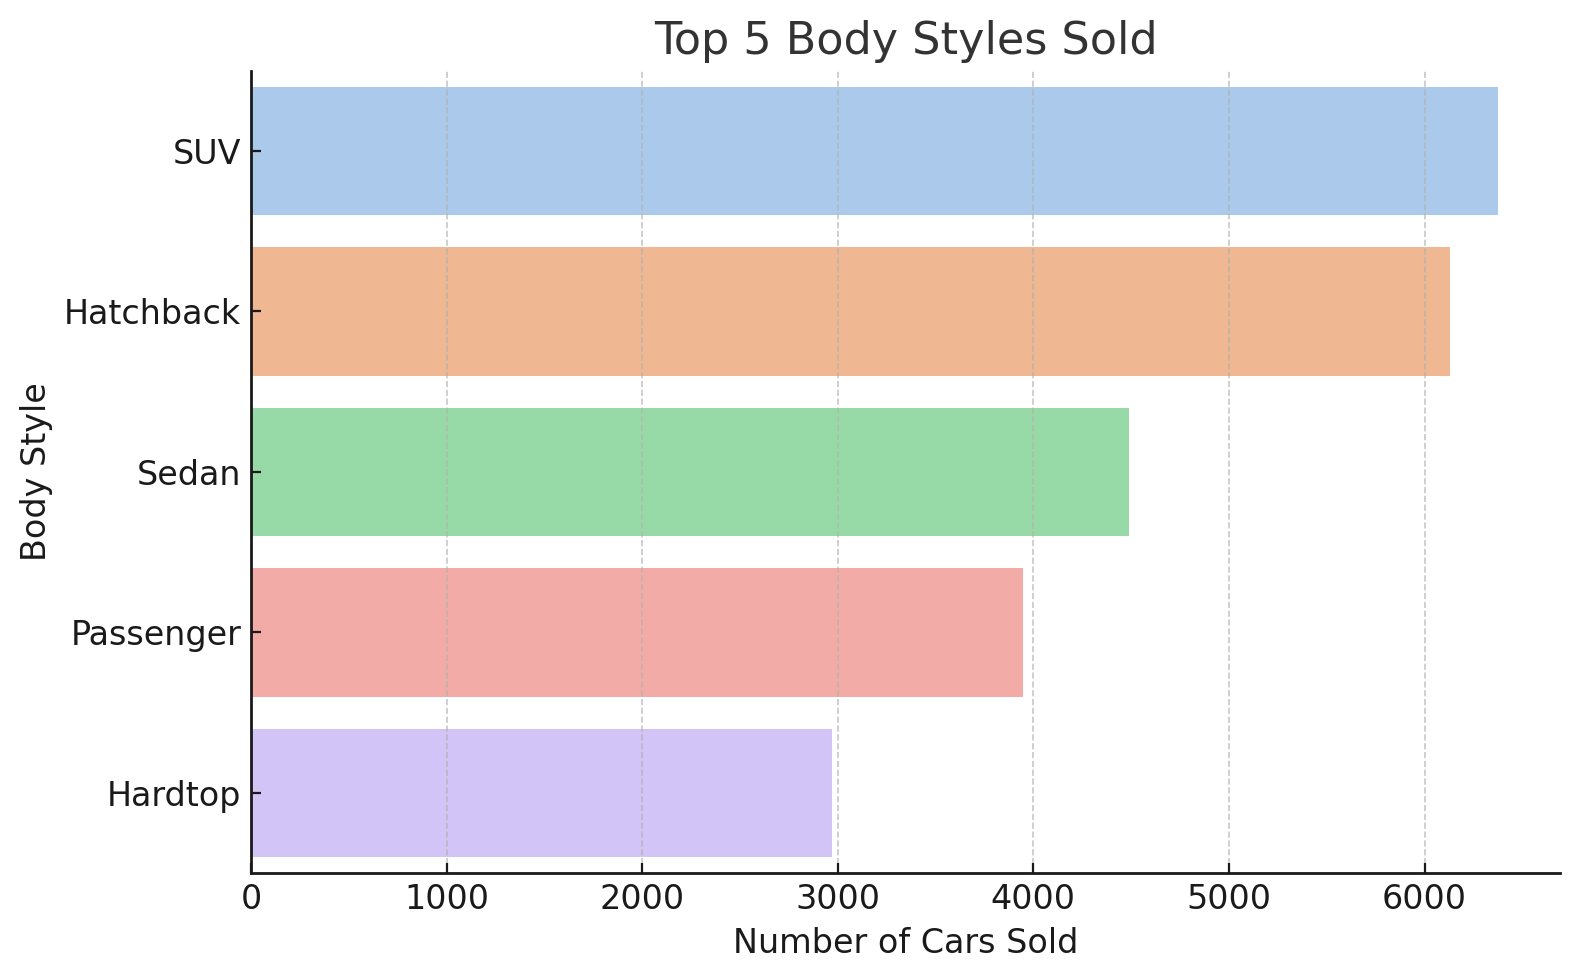 Top 5 Body Styles Sold
Body Style
SUV
Hatchback
Sedan
Passenger
Hardtop
0 1000 2000 3000 4000 5000 6000
Number of Cars Sold